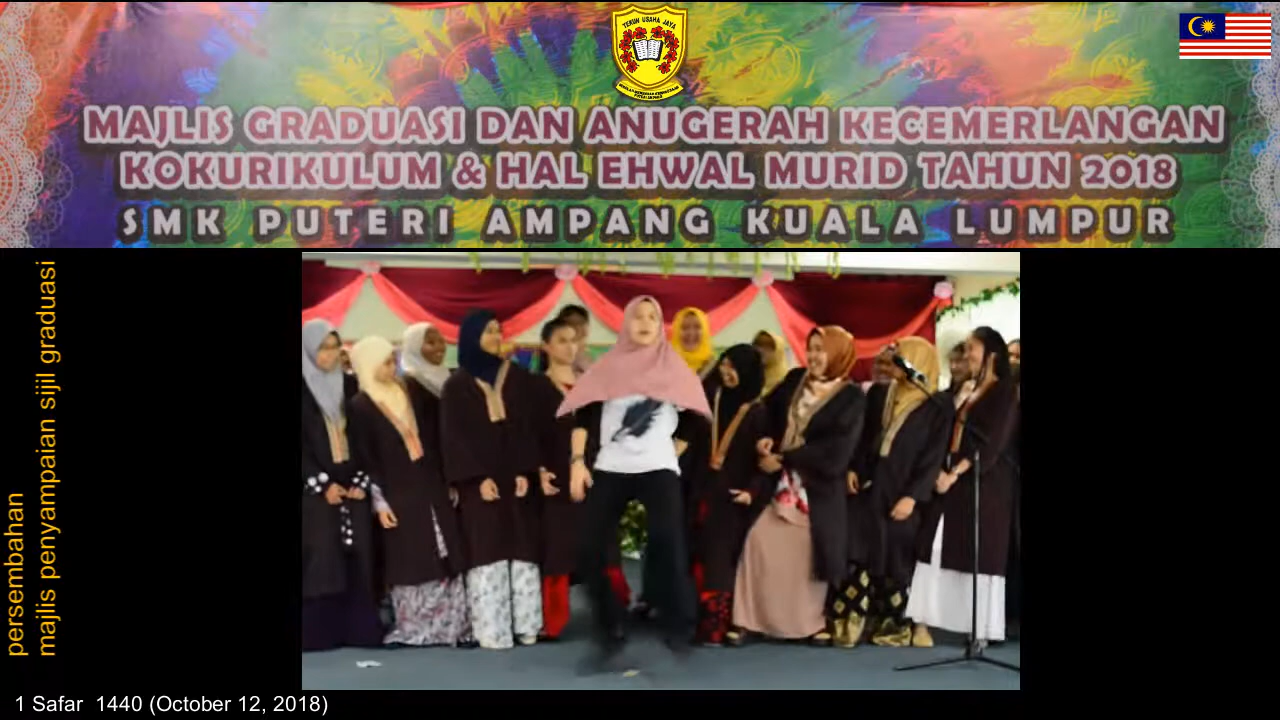 TEKUN USAHA JAYA
MAJLIS GRADUASI DAN ANUGERAH KECEMERLANGAN
KOKURIKULUM & HAL EHWAL MURID TAHUN 2018
SMK PUTERI AMPANG KUALA LUMPUR
persembahan
majlis penyampaian sijil graduasi
1 Safar 1440 (October 12, 2018)